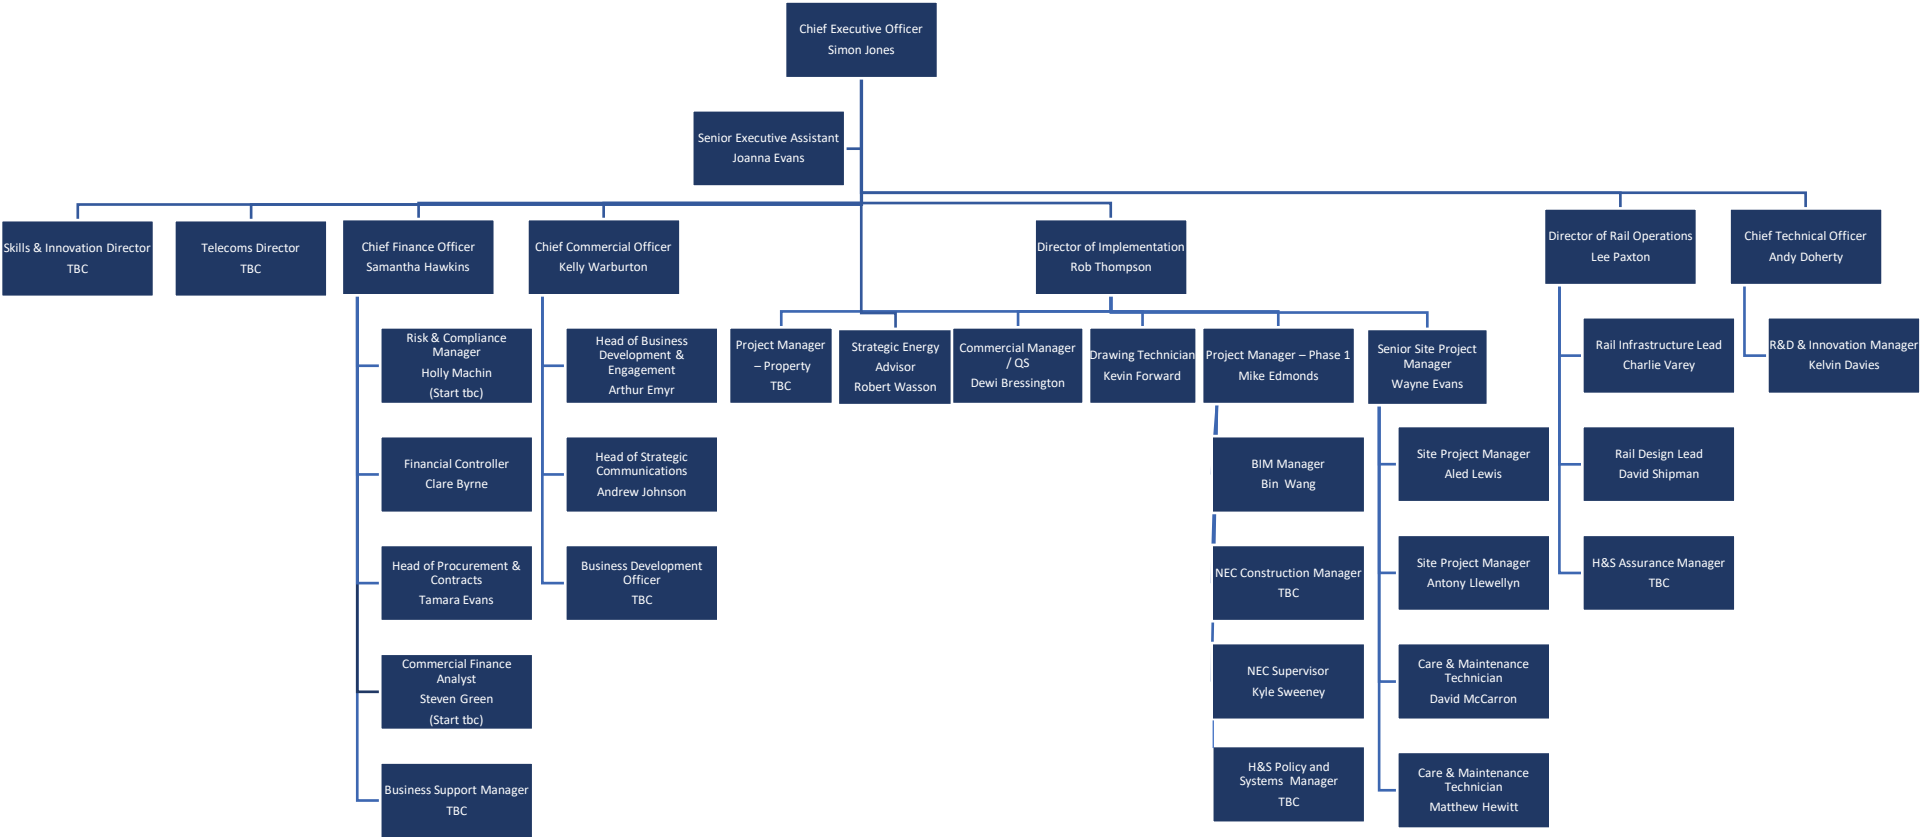 Chief Executive Officer
Simon Jones
Senior Executive Assistant
Joanna Evans
Skills & Innovation Director
TBC
Telecoms Director
TBC
Chief Finance Officer
Samantha Hawkins
Chief Commercial Officer
Kelly Warburton
Director of Implementation
Rob Thompson
Director of Rail Operations
Lee Paxton
Chief Technical Officer
Andy Doherty
Risk & Compliance
Manager
Holly Machin
(Start tbc)
Financial Controller
Clare Byrne
Head of Procurement &
Contracts
Tamara Evans
Commercial Finance
Analyst
Steven Green
(Start tbc)
Business Support Manager
TBC
Head of Business
Development &
Engagement
Arthur Emyr
Head of Strategic
Communications
Andrew Johnson
Business Development
Officer
TBC
Project Manager
– Property
TBC
Strategic Energy
Advisor
Robert Wasson
Commercial Manager
/ QS
Dewi Bressington
Drawing Technician
Kevin Forward
Project Manager – Phase 1
Mike Edmonds
BIM Manager
Bin Wang
NEC Construction Manager
TBC
NEC Supervisor
Kyle Sweeney
H&S Policy and
Systems Manager
TBC
Senior Site Project
Manager
Wayne Evans
Site Project Manager
Aled Lewis
Site Project Manager
Antony Llewellyn
Care & Maintenance
Technician
David McCarron
Care & Maintenance
Technician
Matthew Hewitt
Rail Infrastructure Lead
Charlie Varey
Rail Design Lead
David Shipman
H&S Assurance Manager
TBC
R&D & Innovation Manager
Kelvin Davies